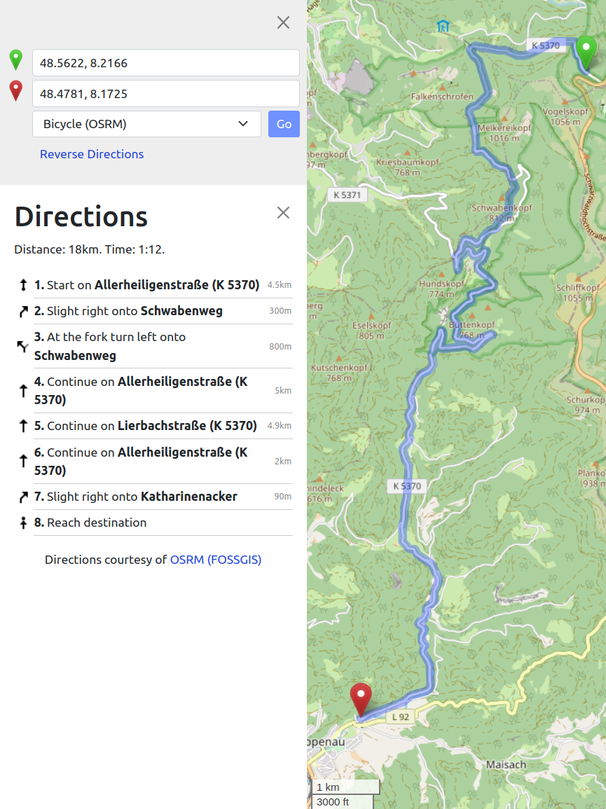 48.5622, 8.2166
48.4781, 8.1725
Bicycle (OSRM)
Go
Reverse Directions
Directions
Distance: 18km. Time: 1:12.
1. Start on Allerheiligenstraße (K 5370) 4.5km
2. Slight right onto Schwabenweg 300m
3. At the fork turn left onto
Schwabenweg 800m
4. Continue on Allerheiligenstraße (K
5370) 5km
5. Continue on Lierbachstraße (K 5370) 4.9km
6. Continue on Allerheiligenstraße (K
5370) 2km
7. Slight right onto Katharinenacker 90m
8. Reach destination
Directions courtesy of OSRM (FOSSGIS)
K 5370
Falkenschrofen
Vogelskopf
1056 m
Melkereikopf
1016 m
Kriesbaumkopf
768 m
K 5371
Schwabenkopf
812 m
Hundskopf
774 m
Schliffkopf
1055 m
Eselskopf
805 m
Büttenkopf
768 m
Kutschenkopf
768 m
974 m
K 5370
616 m
938 m
L 92
ppenau
Maisach
1 km
3000 ft